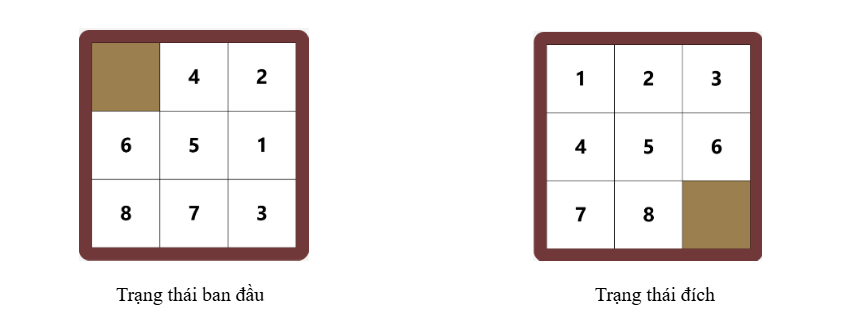 4 2
6 5 1
8 7 3
Trạng thái ban đầu
1 2 3
4 5 6
7 8
Trạng thái đích